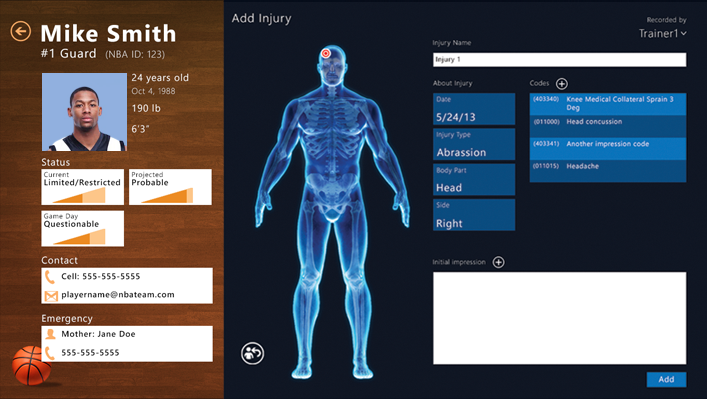 Mike Smith
#1 Guard (NBA ID: 123)
24 years old
Oct 4, 1988
190 lb
6'3"
Status
Current
Limited/Restricted
Projected
Probable
Game Day
Questionable
Contact
Cell: 555-555-5555
playername@nbateam.com
Emergency
Mother: Jane Doe
555-555-5555
Add Injury
Recorded by
Trainer1
Injury Name
Injury 1
About Injury
Date
5/24/13
Injury Type
Abrassion
Body Part
Head
Side
Right
Codes
(403340) Knee Medical Collateral Sprain 3
Deg
(011000) Head concussion
(403341) Another impression code
(011015) Headache
Initial impression
Add